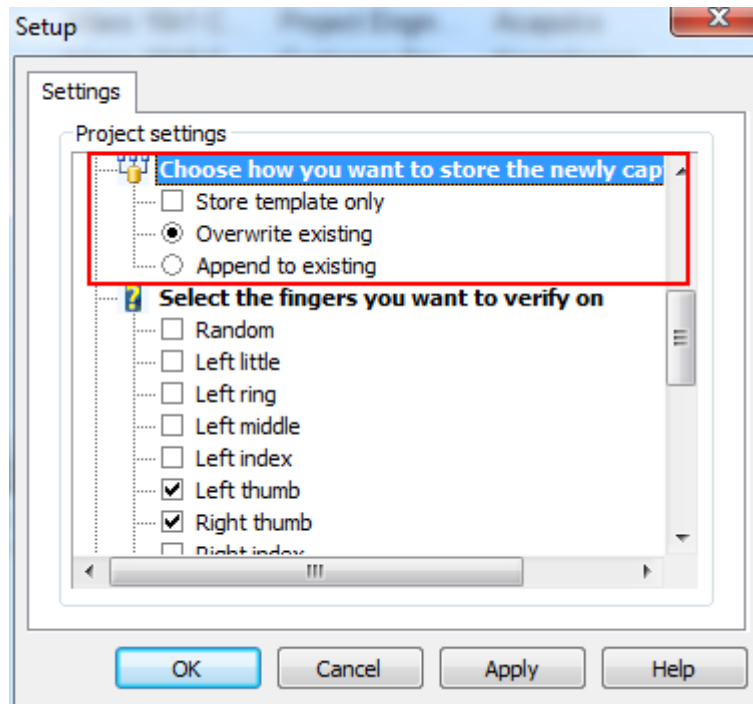 Setup
Settings
Project settings
Choose how you want to store the newly cap
Store template only
Overwrite existing
Append to existing
Select the fingers you want to verify on
Random
Left little
Left ring
Left middle
Left index
Left thumb
Right thumb
Right index
OK Cancel Apply Help